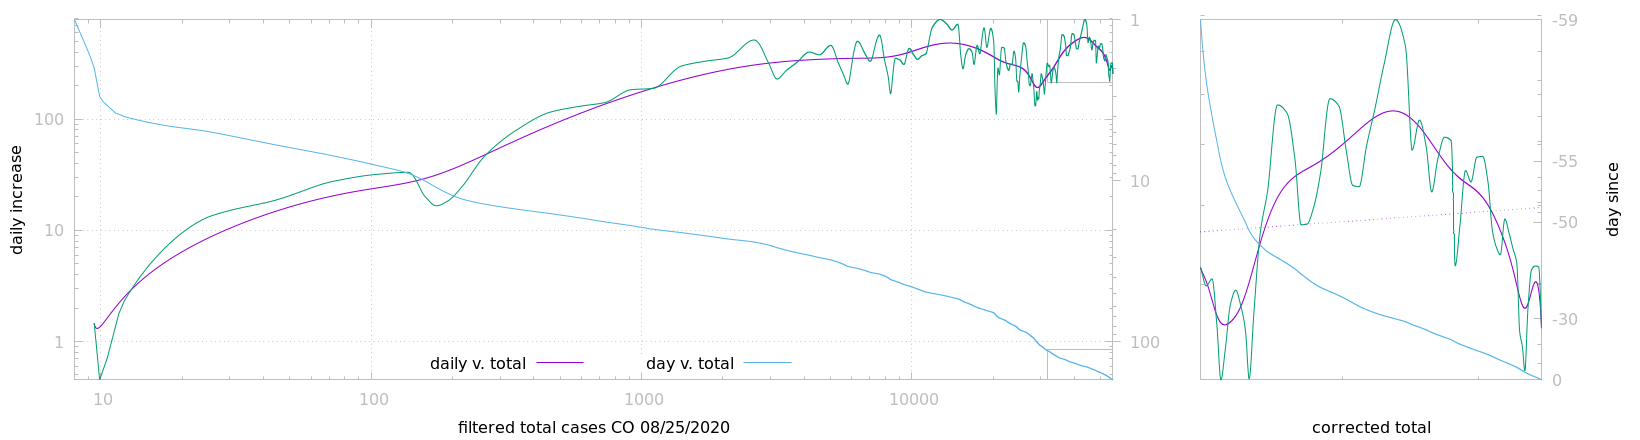 1
-59
100
daily increase
10
-55
day since
-50
10
-30
1
daily v. total
day v. total
100
0
10
100
1000
10000
filtered total cases CO 08/25/2020
corrected total